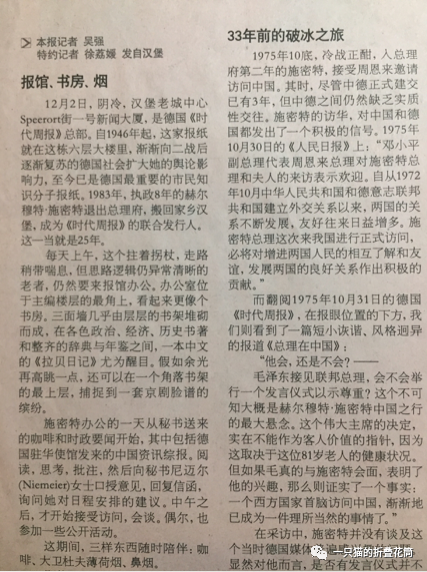 本报记者 吴强
特约记者 徐荔媛 发自汉堡
报馆、书房、烟
12月2日，阴冷，汉堡老城中心
Speerort街一号新闻大厦，是德国《时
代周报》总部。自1946年起，这家报纸
就在这栋六层大楼里，渐渐向二战后
逐渐复苏的德国社会扩大她的舆论影
响力，至今已是德国最重要的市民知
识分子报纸。1983年，执政8年的赫尔
穆特·施密特退出总理府，搬回家乡汉
堡，成为《时代周报》的联合发行人。
这一当就是25年。
每天上午，这个拄着拐杖，走路
稍带喘息，但思路逻辑仍异常清晰的
老者，仍然要来报馆办公。办公室位
于主编楼层的最角上，看起来更像个
书房。三面墙几乎由层层的书架堆砌
而成，在各色政治、经济、历史书著
和整齐的辞典与年鉴之间，一本中文
的《拉贝日记》尤为醒目。假如余光
再高眺一点，还可以在一个角落书架
的最上层，捕捉到一套京剧脸谱的
缤纷。
施密特办公的一天从秘书送来
的咖啡和时政要闻开始，其中包括德
国驻华使馆发来的中国资讯综报。阅
读，思考，批注，然后向秘书尼迈尔
(Niemeier)女士口授意见，回复信函，
询问她对日程安排的建议。中午之
后，才开始接受访问，会谈。偶尔，也
参加一些公开活动。
这期间，三样东西随时陪伴：咖
啡、大卫杜夫薄荷烟、鼻烟。
33年前的破冰之旅
1975年10底，冷战正酣，入总理
府第二年的施密特，接受周恩来邀请
访问中国。其时，尽管中德正式建交
已有3年，但中德之间仍然缺乏实质
性交往。施密特的访华，对中国和德
国都发出了一个积极的信号。1975年
10月30日的《人民日报》上：“邓小平
副总理代表周恩来总理对施密特总
理和夫人的来访表示欢迎。自从1972
年10月中华人民共和国和德意志联邦
共和国建立外交关系以来，两国的关
系不断发展，友好往来日益增多。施
密特总理这次来我国进行正式访问，
必将对增进两国人民的相互了解和友
谊，发展两国的良好关系作出积极的
贡献。”
而翻阅1975年10月31日的德国
《时代周报》，在报眼位置的下方，我
们则看到了一篇短小诙谐、风格迥异
的报道《总理在中国》：
“他会，还是不会？——
毛泽东接见联邦总理，会不会举
行一个发言仪式以示尊重？这个不可
知大概是赫尔穆特·施密特中国之行
的最大悬念。这个伟大主席的决定，
实在不能作为客人价值的指针，因为
这取决于这位81岁老人的健康状况。
但如果毛真的与施密特会面，表明了
他的兴趣，那么则证实了一个事实：
一个西方国家首脑访问中国，渐渐地
已成为一件理所当然的事情了。”
在采访中，施密特并没有谈及这
个当时德国媒体
显然对他而言，是否有发言仪式并不
一只猫的折叠花筒